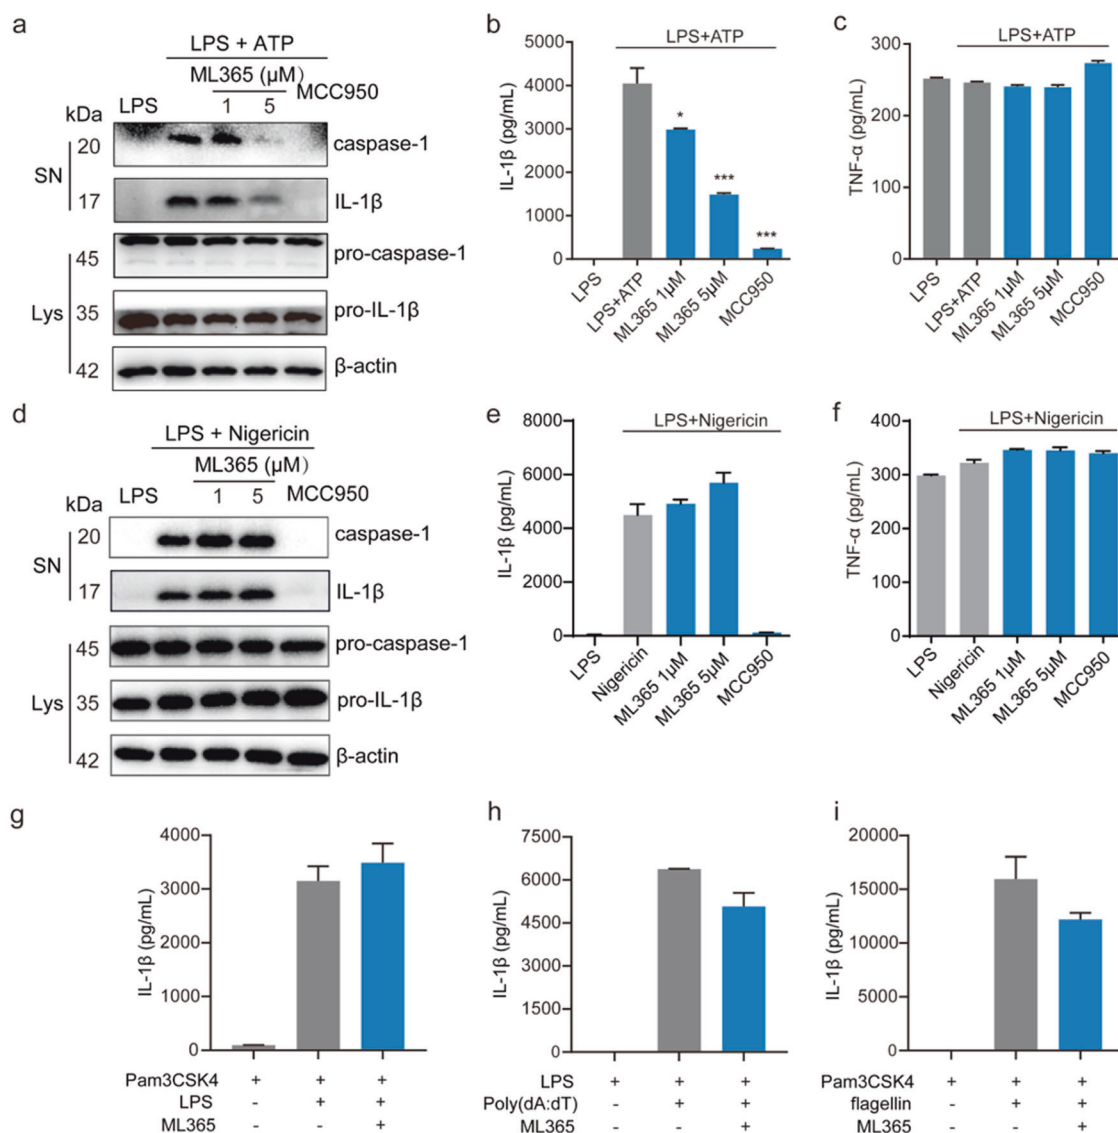 a
LPS + ATP
ML365 (μM)
LPS 1 5 MCC950
kDa
SN 20 caspase-1
17 IL-1β
Lys 45 pro-caspase-1
35 pro-IL-1β
42 β-actin
b
LPS+ATP
IL-1β (pg/mL)
5000
4000
3000
2000
1000
0
*
***
***
LPS
LPS+ATP
ML365 1μM
ML365 5μM
MCC950
c
LPS+ATP
TNF-α (pg/mL)
300
200
100
0
LPS
LPS+ATP
ML365 1μM
ML365 5μM
MCC950
d
LPS + Nigericin
ML365 (μM)
LPS 1 5 MCC950
kDa
SN 20 caspase-1
17 IL-1β
Lys 45 pro-caspase-1
35 pro-IL-1β
42 β-actin
e
LPS+Nigericin
IL-1β (pg/mL)
8000
6000
4000
2000
0
LPS
Nigericin
ML365 1μM
ML365 5μM
MCC950
f
LPS+Nigericin
TNF-α (pg/mL)
400
300
200
100
0
LPS
Nigericin
ML365 1μM
ML365 5μM
MCC950
g
IL-1β (pg/mL)
4000
3000
2000
1000
0
Pam3CSK4 + + +
LPS - + +
ML365 - - +
h
IL-1β (pg/mL)
7500
6000
4500
3000
1500
0
LPS + + +
Poly(dA:dT) - + +
ML365 - - +
i
IL-1β (pg/mL)
20000
15000
10000
5000
0
Pam3CSK4 + + +
flagellin - + +
ML365 - - +